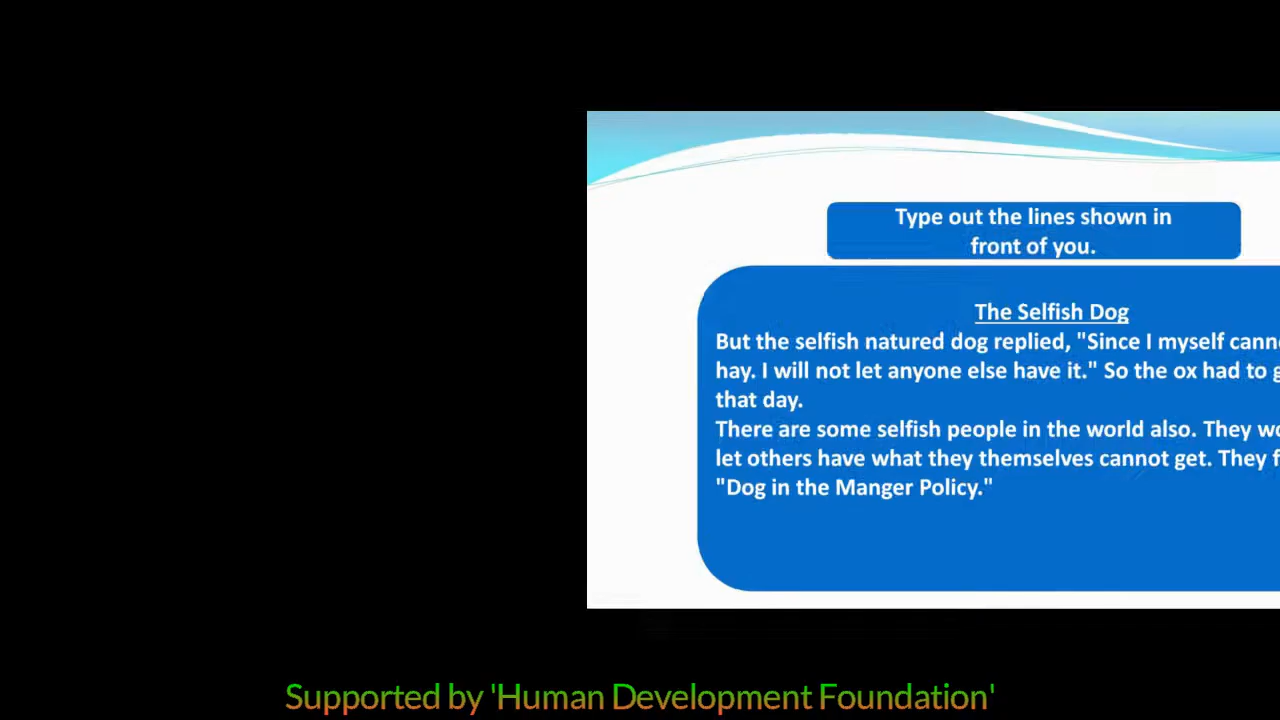 Type out the lines shown in
front of you.
The Selfish Dog
But the selfish natured dog replied, "Since I myself
hay. I will not let anyone else have it." So the ox had to
that day.
There are some selfish people in the world also. They
let others have what they themselves cannot get. They
"Dog in the Manger Policy."
Supported by 'Human Development Foundation'